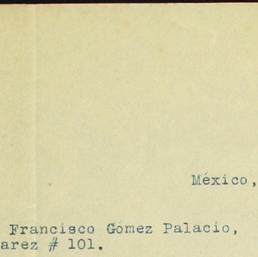 México,
Francisco Gomez Palacio,
arez # 101.